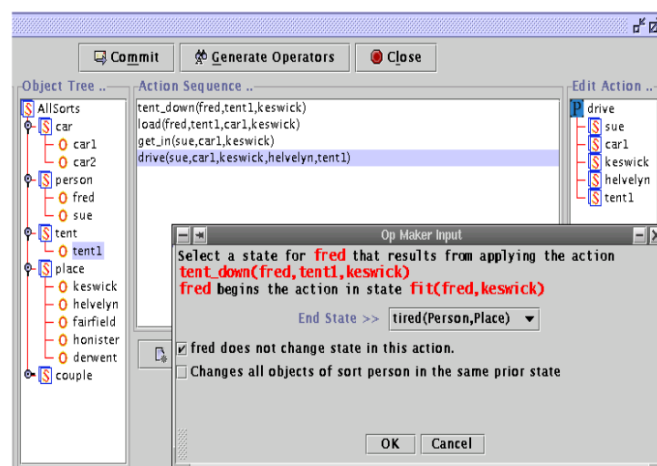 Commit
Generate Operators
Close
Object Tree ..
Action Sequence ..
Edit Action ..
AllSorts
car
car1
car2
person
fred
sue
tent
tent1
place
keswick
helvelyn
fairfield
honister
derwent
couple
tent_down(fred,tent1,keswick)
load(fred,tent1,car1,keswick)
get_in(sue,car1,keswick)
drive(sue,car1,keswick,helvelyn,tent1)
drive
sue
car1
keswick
helvelyn
tent1
Op Maker Input
Select a state for fred that results from applying the action
tent_down(fred,tent1,keswick)
fred begins the action in state fit(fred,keswick)
End State >> tired(Person,Place)
fred does not change state in this action.
Changes all objects of sort person in the same prior state
OK Cancel